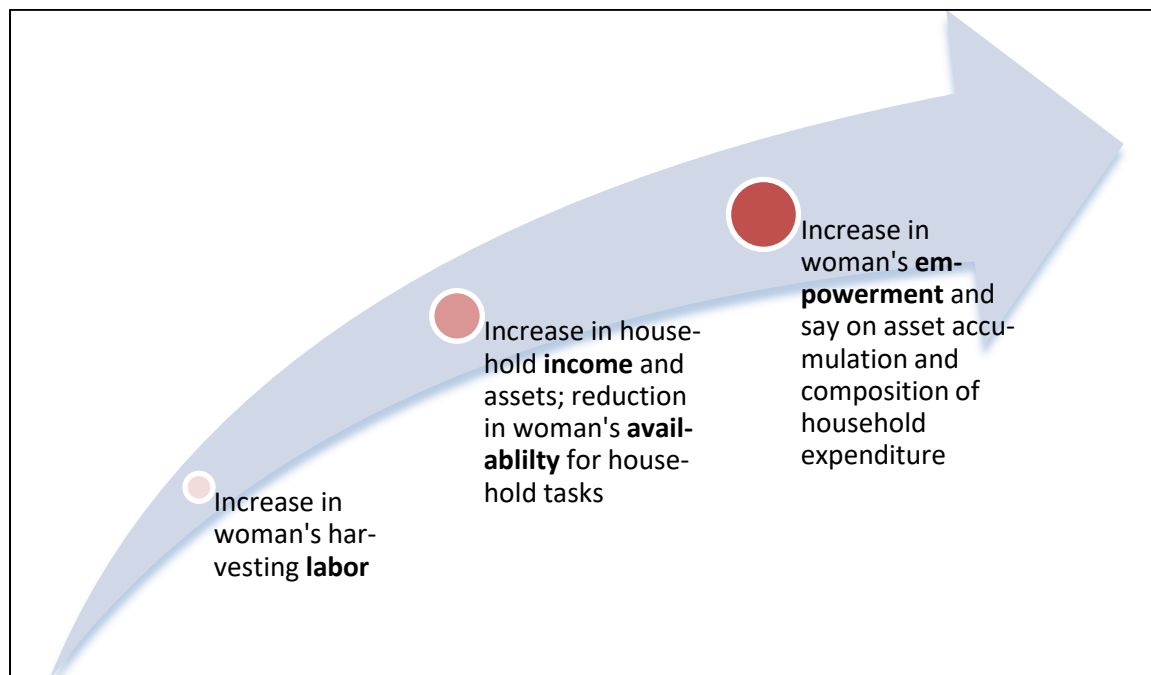 Increase in
woman's har-
vesting labor
Increase in house-
hold income and
assets; reduction
in woman's avail-
ablilty for house-
hold tasks
Increase in
woman's em-
powerment and
say on asset accu-
mulation and
composition of
household
expenditure